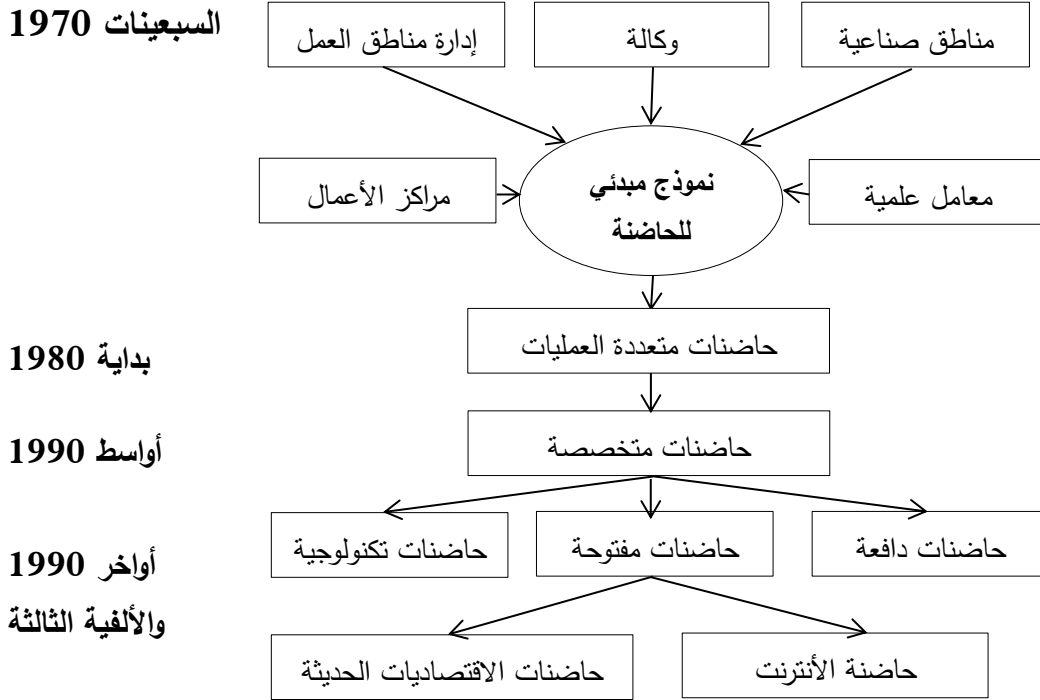 السبعينات 1970
مناطق صناعية
وكالة
إدارة مناطق العمل
معامل علمية
نموذج مبدئي
للحاضنة
مراكز الأعمال
بداية 1980
حاضنات متعددة العمليات
أواسط 1990
حاضنات متخصصة
أواخر 1990
والألفية الثالثة
حاضنات دافعة
حاضنات مفتوحة
حاضنات تكنولوجية
حاضنة الأنترنت
حاضنات الاقتصاديات الحديثة